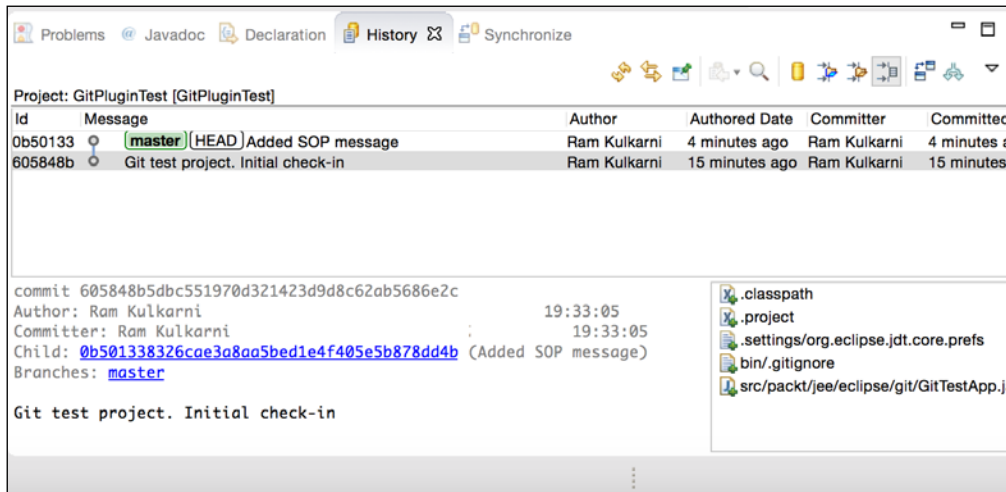 Problems Javadoc Declaration History Synchronize
Project: GitPluginTest [GitPluginTest]
Id Message Author Authored Date Committer Committed
0b50133 master HEAD Added SOP message Ram Kulkarni 4 minutes ago Ram Kulkarni 4 minutes a
605848b Git test project. Initial check-in Ram Kulkarni 15 minutes ago Ram Kulkarni 15 minutes
commit 605848b5dbc551970d321423d9d8c62ab5686e2c
Author: Ram Kulkarni 19:33:05
Committer: Ram Kulkarni 19:33:05
Child: 0b501338326cae3a8aa5bed1e4f405e5b878dd4b (Added SOP message)
Branches: master
Git test project. Initial check-in
.classpath
.project
.settings/org.eclipse.jdt.core.prefs
bin/.gitignore
src/packt/jee/eclipse/git/GitTestApp.j